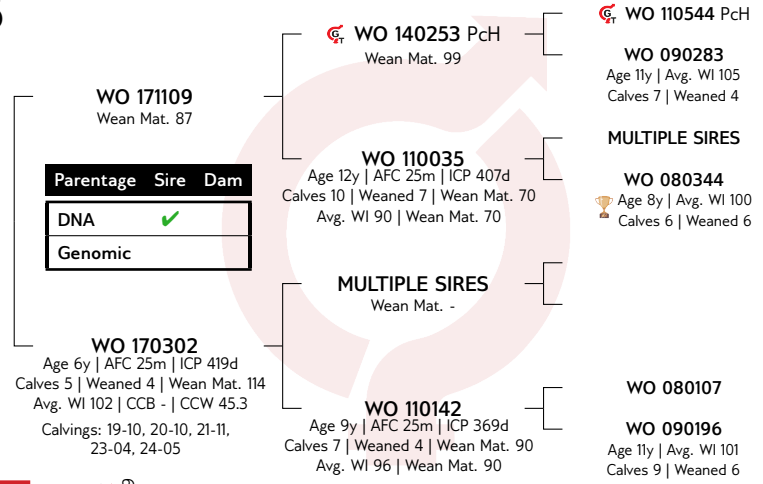 WO 171109
Wean Mat. 87
Parentage Sire Dam
DNA ✔
Genomic
WO 170302
Age 6y | AFC 25m | ICP 419d
Calves 5 | Weaned 4 | Wean Mat. 114
Avg. WI 102 | CCB - | CCW 45.3
Calvings: 19-10, 20-10, 21-11,
23-04, 24-05
WO 140253 PcH
Wean Mat. 99
WO 110035
Age 12y | AFC 25m | ICP 407d
Calves 10 | Weaned 7 | Wean Mat. 70
Avg. WI 90 | Wean Mat. 70
MULTIPLE SIRES
Wean Mat. -
WO 110142
Age 9y | AFC 25m | ICP 369d
Calves 7 | Weaned 4 | Wean Mat. 90
Avg. WI 96 | Wean Mat. 90
WO 110544 PcH
WO 090283
Age 11y | Avg. WI 105
Calves 7 | Weaned 4
MULTIPLE SIRES
WO 080344
Age 8y | Avg. WI 100
Calves 6 | Weaned 6
WO 080107
WO 090196
Age 11y | Avg. WI 101
Calves 9 | Weaned 6